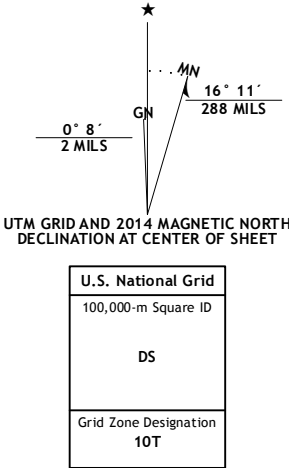 ★
MN
16° 11´
288 MILS
GN
0° 8´
2 MILS
UTM GRID AND 2014 MAGNETIC NORTH
DECLINATION AT CENTER OF SHEET
U.S. National Grid
100,000-m Square ID
DS
Grid Zone Designation
10T